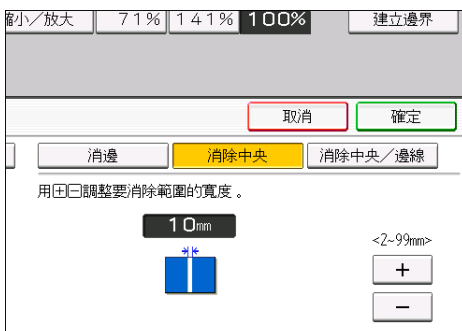 縮小／放大 71% 141% 100% 建立邊界
取消 確定
消邊 消除中央 消除中央／邊線
用⊞⊟調整要消除範圍的寬度。
10mm
<2~99mm>
+
−